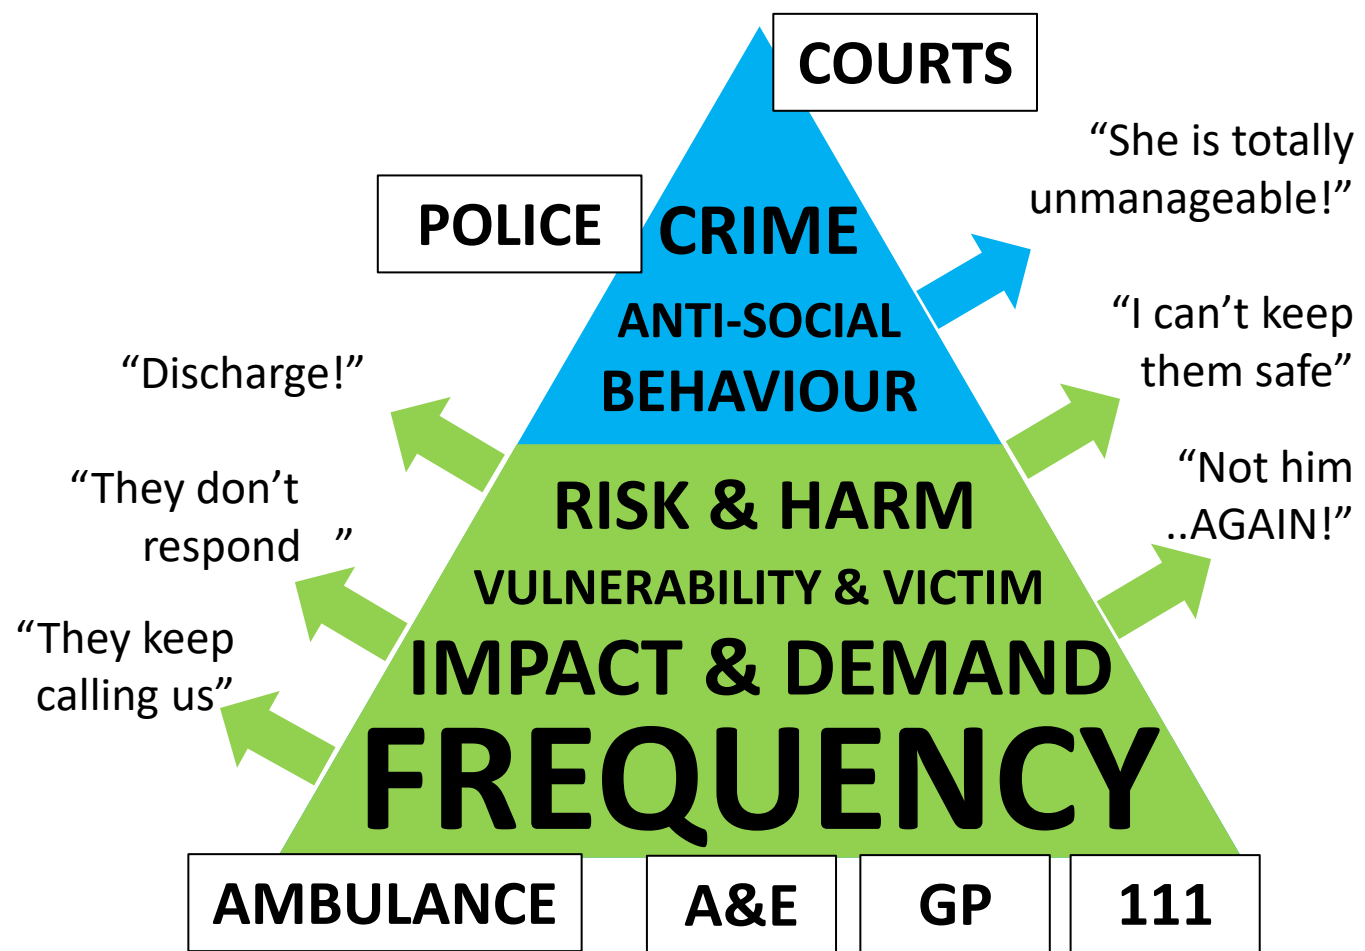 COURTS
“She is totally
unmanageable!”
POLICE
CRIME
ANTI-SOCIAL
BEHAVIOUR
“I can’t keep
them safe”
“Discharge!”
“Not him
..AGAIN!”
“They don’t
respond ”
RISK & HARM
VULNERABILITY & VICTIM
“They keep
calling us”
IMPACT & DEMAND
FREQUENCY
AMBULANCE
A&E
GP
111